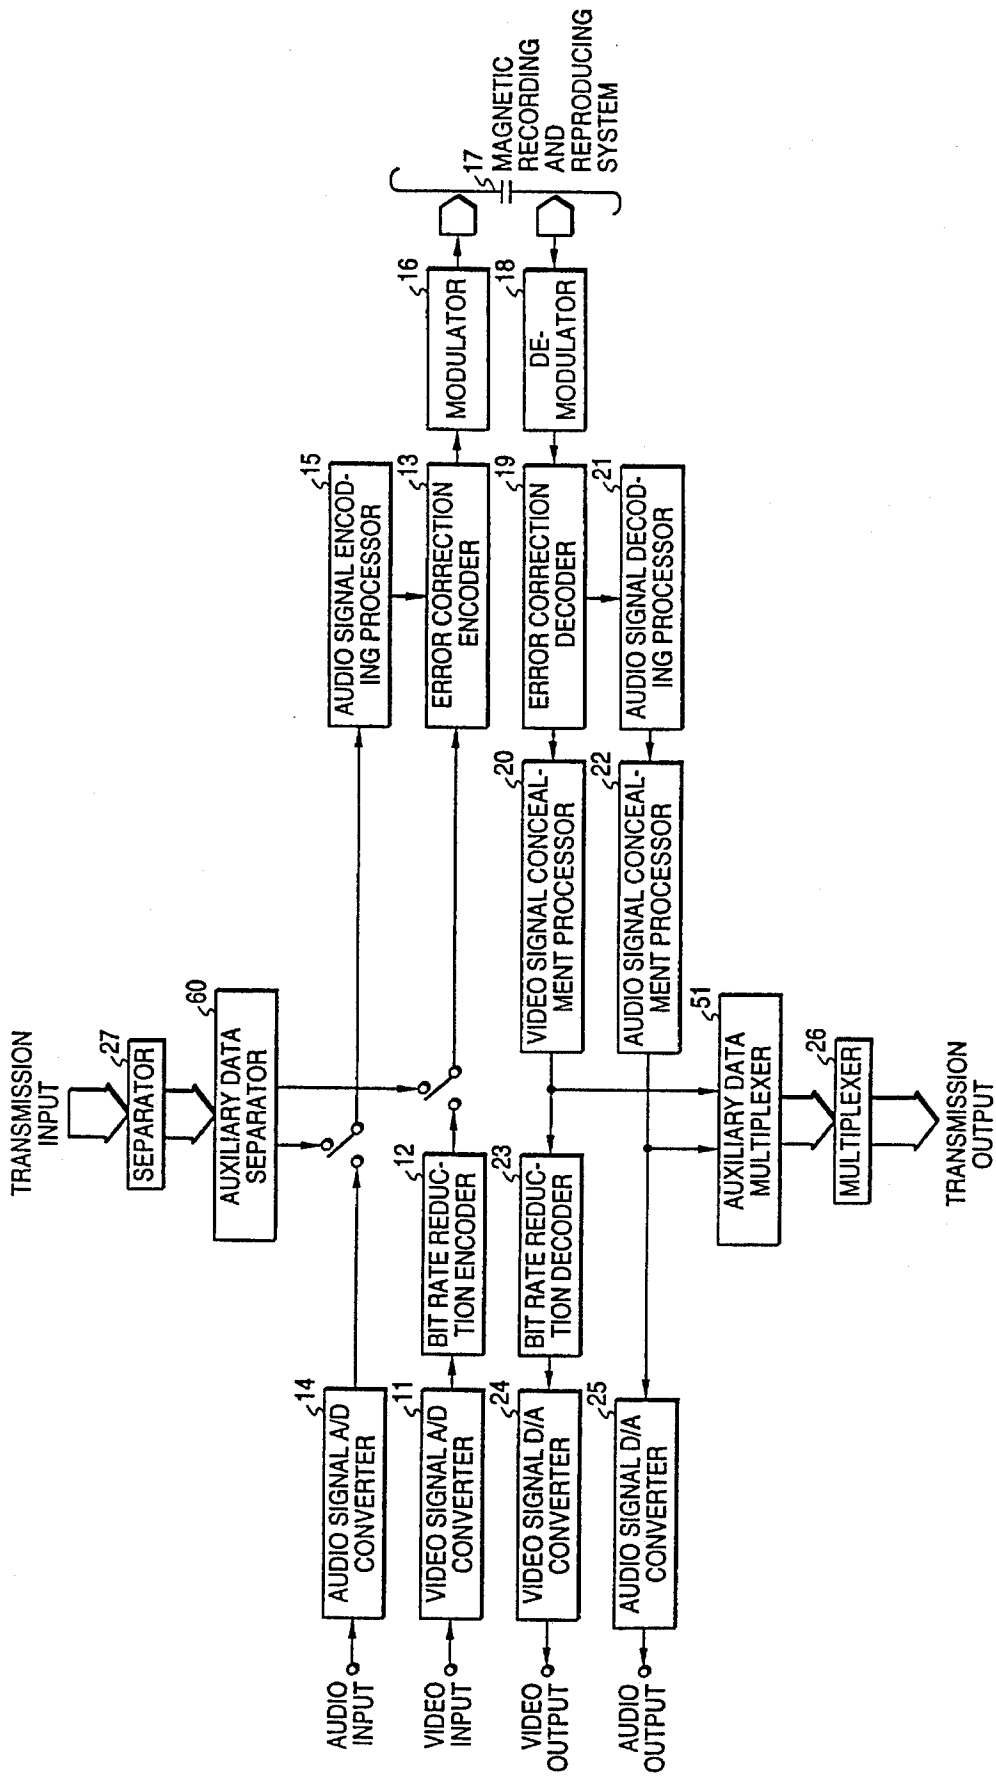 TRANSMISSION
INPUT
27
SEPARATOR
60
AUXILIARY DATA
SEPARATOR
AUDIO
INPUT
14
AUDIO SIGNAL A/D
CONVERTER
15
AUDIO SIGNAL ENCOD-
ING PROCESSOR
VIDEO
INPUT
11
VIDEO SIGNAL A/D
CONVERTER
12
BIT RATE REDUC-
TION ENCODER
13
ERROR CORRECTION
ENCODER
16
MODULATOR
17
MAGNETIC
RECORDING
AND
REPRODUCING
SYSTEM
VIDEO
OUTPUT
24
VIDEO SIGNAL D/A
CONVERTER
23
BIT RATE REDUC-
TION DECODER
20
VIDEO SIGNAL CONCEAL-
MENT PROCESSOR
19
ERROR CORRECTION
DECODER
18
DE-
MODULATOR
AUDIO
OUTPUT
25
AUDIO SIGNAL D/A
CONVERTER
22
AUDIO SIGNAL CONCEAL-
MENT PROCESSOR
21
AUDIO SIGNAL DECOD-
ING PROCESSOR
51
AUXILIARY DATA
MULTIPLEXER
26
MULTIPLEXER
TRANSMISSION
OUTPUT